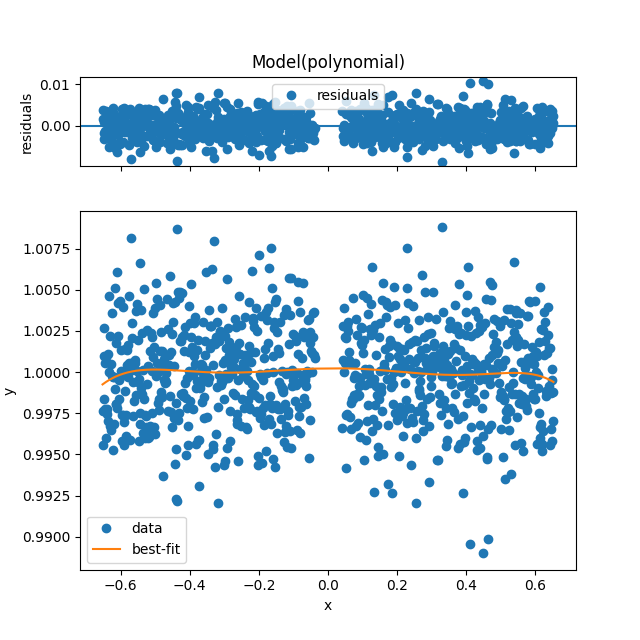 Model(polynomial)
0.01
0.00
residuals
residuals
1.0075
1.0050
1.0025
1.0000
0.9975
0.9950
0.9925
0.9900
y
data
best-fit
−0.6 −0.4 −0.2 0.0 0.2 0.4 0.6
x